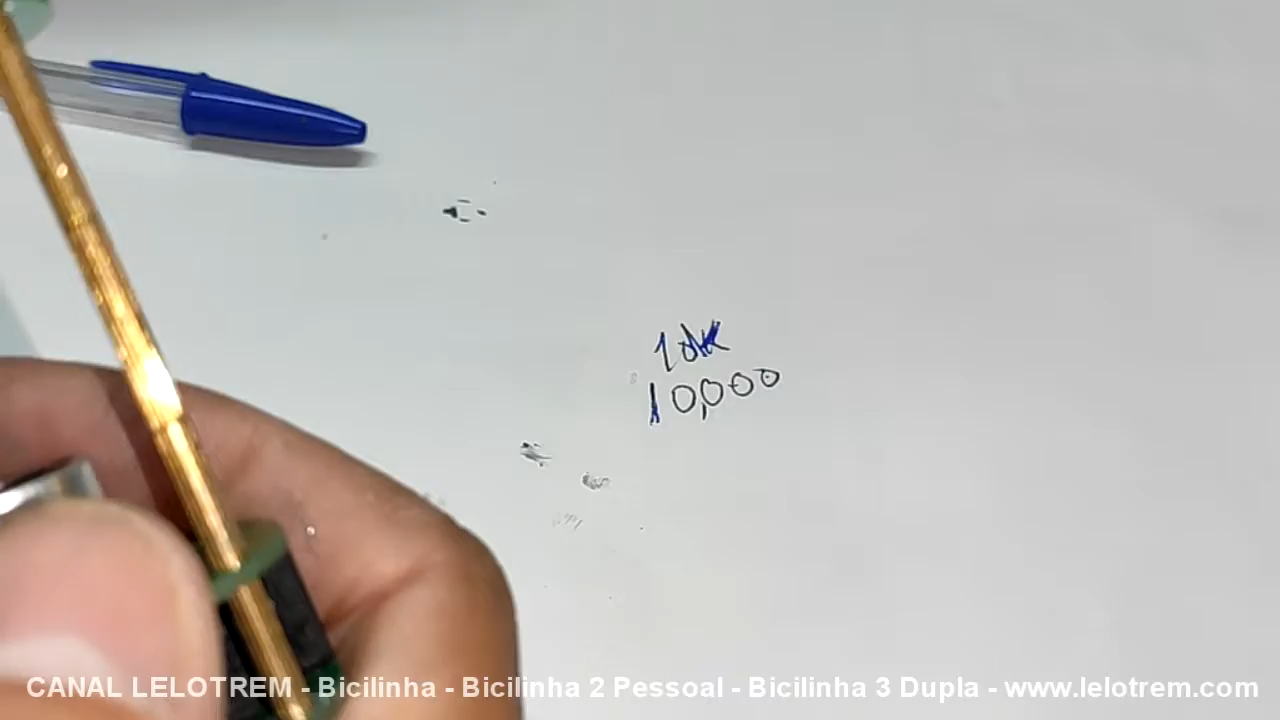 10k
10,000
CANAL LELOTREM - Bicilinha - Bicilinha 2 Pessoal - Bicilinha 3 Dupla - www.lelotrem.com